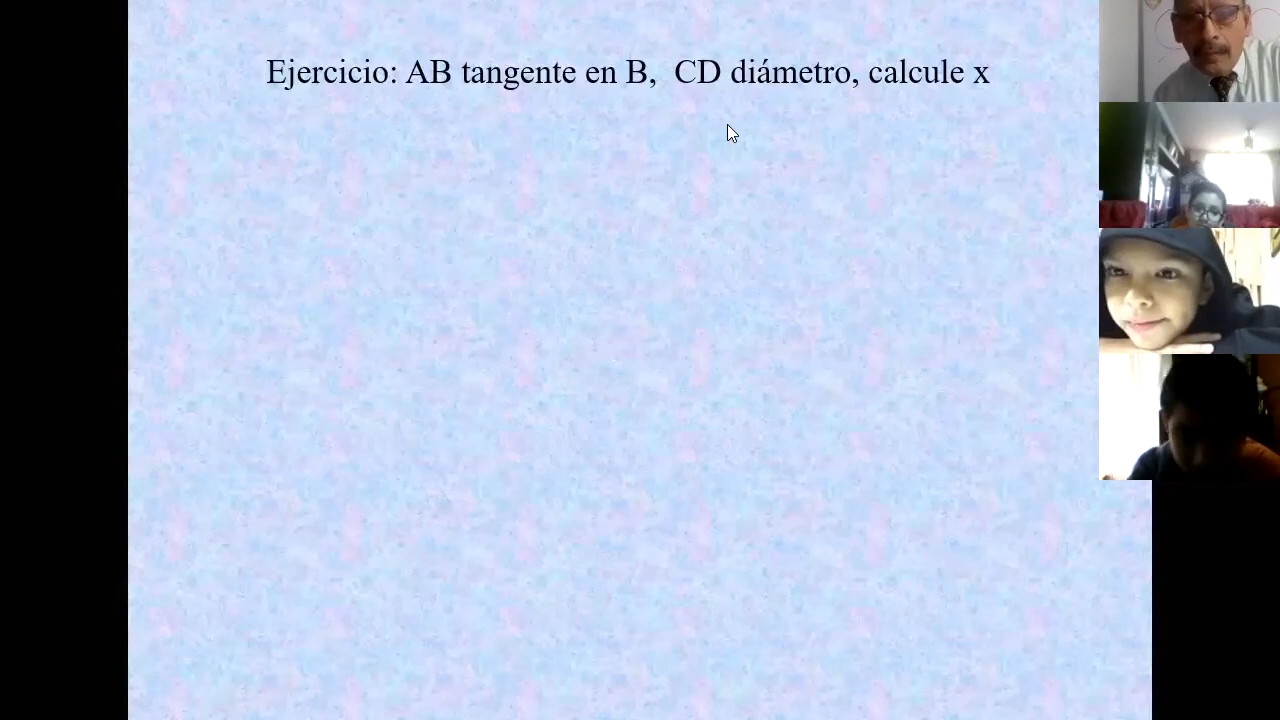 Ejercicio: AB tangente en B,  CD diámetro, calcule x